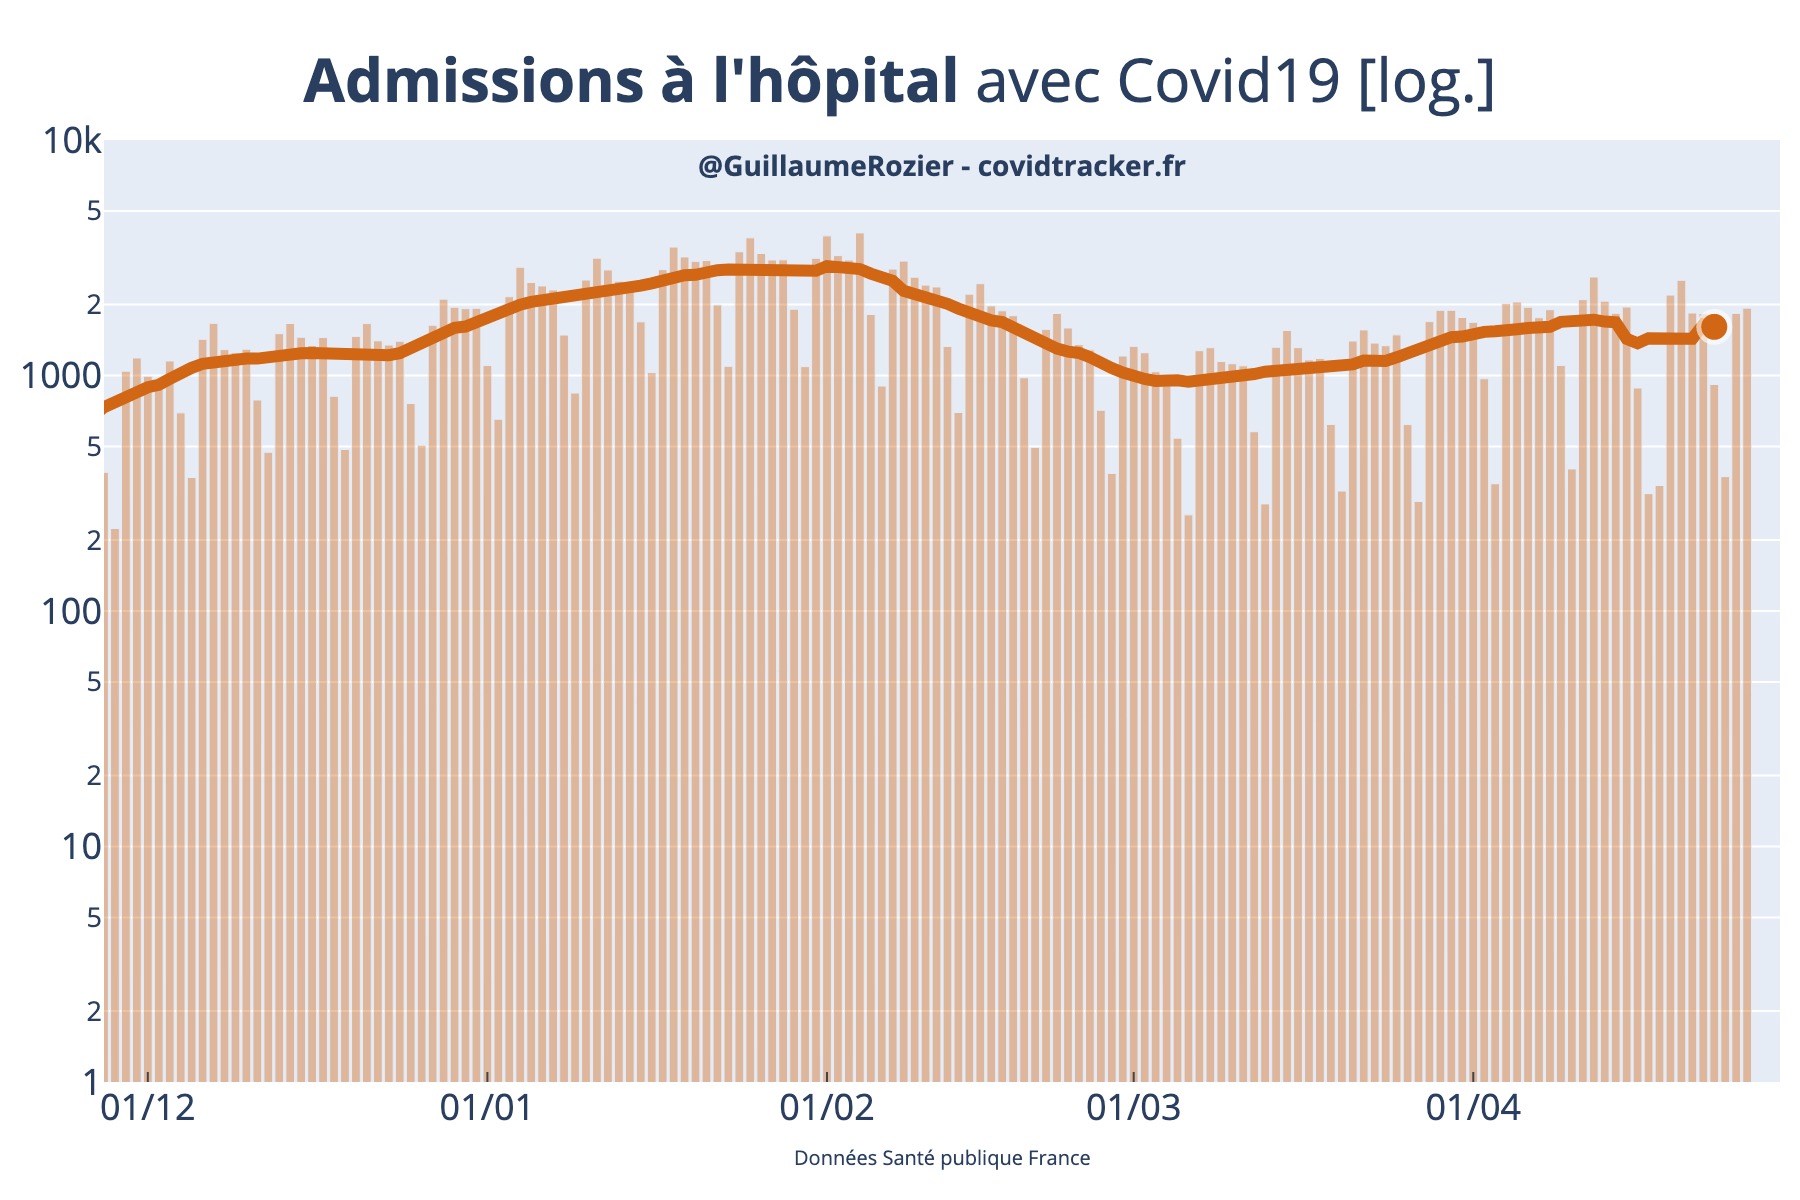 Admissions à l'hôpital avec Covid19 [log.]
@GuillaumeRozier - covidtracker.fr
10k
5
2
1000
5
2
100
5
2
10
5
2
1
01/12 01/01 01/02 01/03 01/04
Données Santé publique France